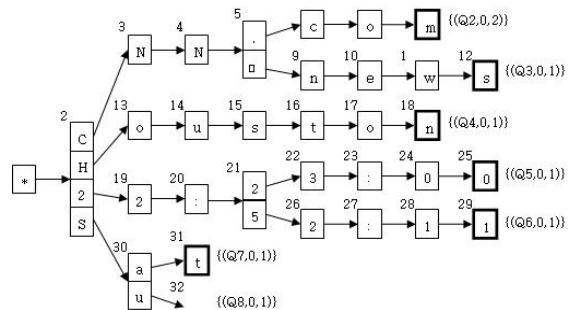 3 4 5 . c o m {(Q2,0,2)}
N N
9 10 1 12
n e w s {(Q3,0,1)}
2 13 14 15 16 17 18
C o u s t o n {(Q4,0,1)}
* H
2 19 20 21 22 23 24 25
2 : 2 3 : 0 0 {(Q5,0,1)}
S 5 26 27 28 29
2 : 1 1 {(Q6,0,1)}
30 31
a t {(Q7,0,1)}
u 32 {(Q8,0,1)}